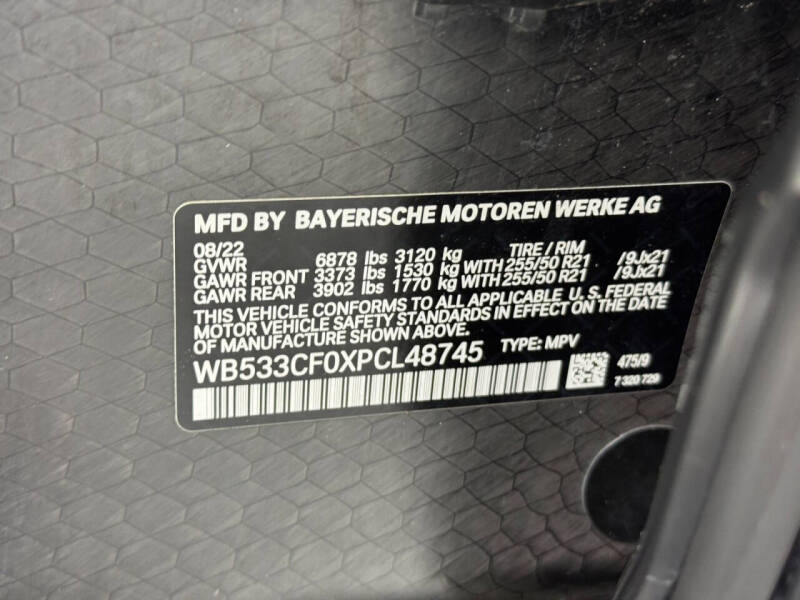 MFD BY BAYERISCHE MOTOREN WERKE AG
08/22 TIRE / RIM
GVWR 6878 lbs 3120 kg
GAWR FRONT 3373 lbs 1530 kg WITH 255/50 R21 /9Jx21
GAWR REAR 3902 lbs 1770 kg WITH 255/50 R21 /9Jx21
THIS VEHICLE CONFORMS TO ALL APPLICABLE U. S. FEDERAL
MOTOR VEHICLE SAFETY STANDARDS IN EFFECT ON THE DATE
OF MANUFACTURE SHOWN ABOVE.
WB533CF0XPCL48745 TYPE: MPV
475/9
7 320 729